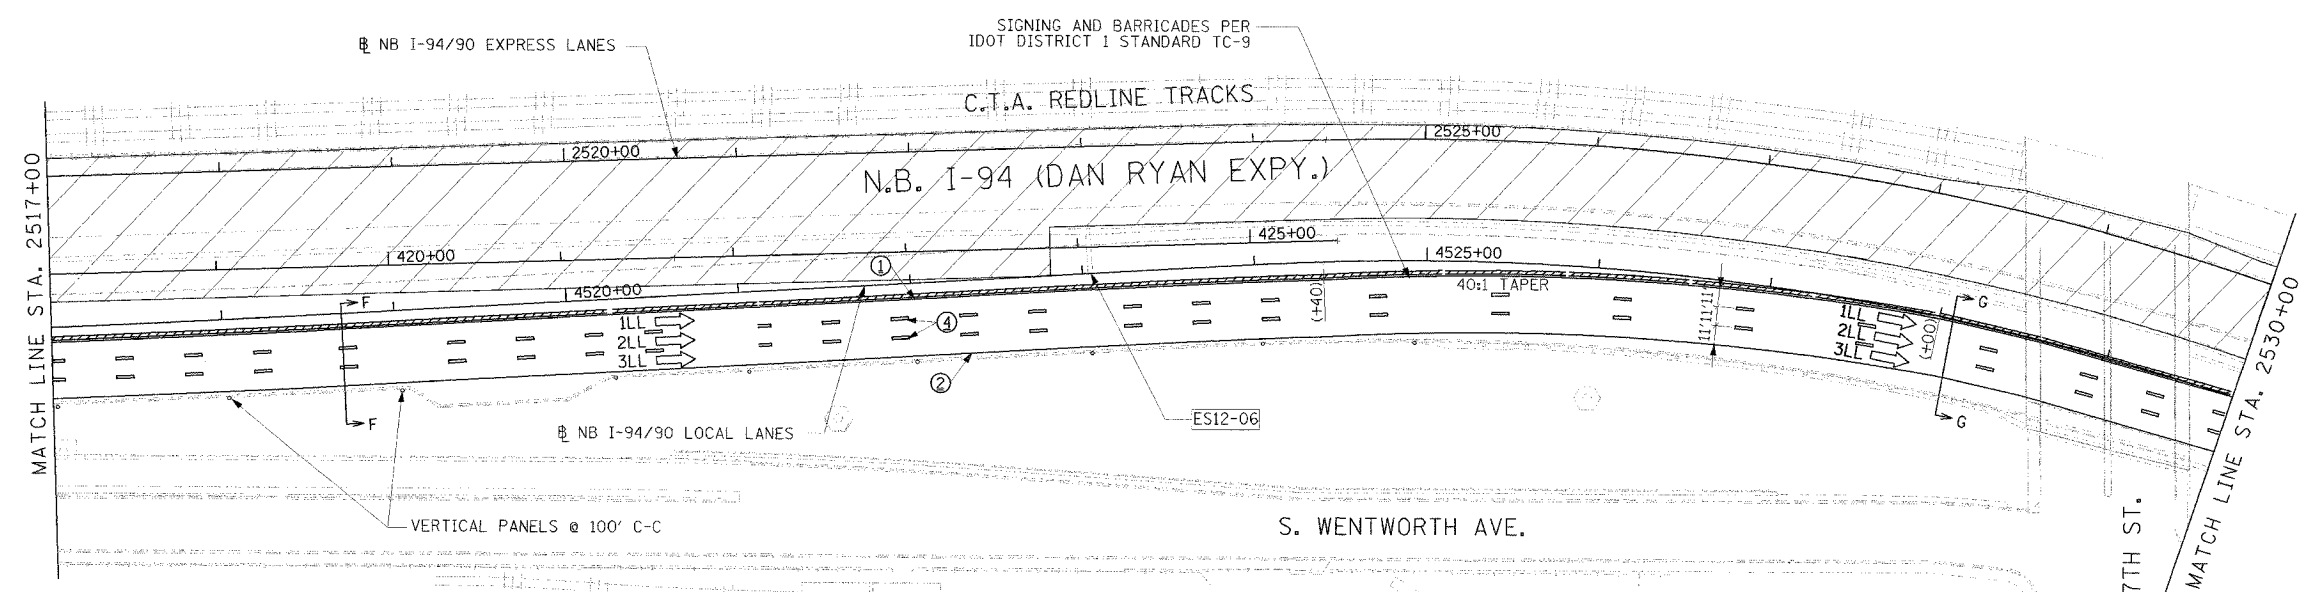 SIGNING AND BARRICADES PER
IDOT DISTRICT 1 STANDARD TC-9
℄ NB I-94/90 EXPRESS LANES
C.T.A. REDLINE TRACKS
2520+00
2525+00
N.B. I-94 (DAN RYAN EXPY.)
MATCH LINE STA. 2517+00
420+00
425+00
4520+00
4525+00
1
F
4
40:1 TAPER
(+40)
11'11'11'
G
1LL
2LL
3LL
1LL
2LL
3LL
(+00)
2
F
G
ES12-06
℄ NB I-94/90 LOCAL LANES
VERTICAL PANELS @ 100' C-C
S. WENTWORTH AVE.
7TH ST.
MATCH LINE STA. 2530+00